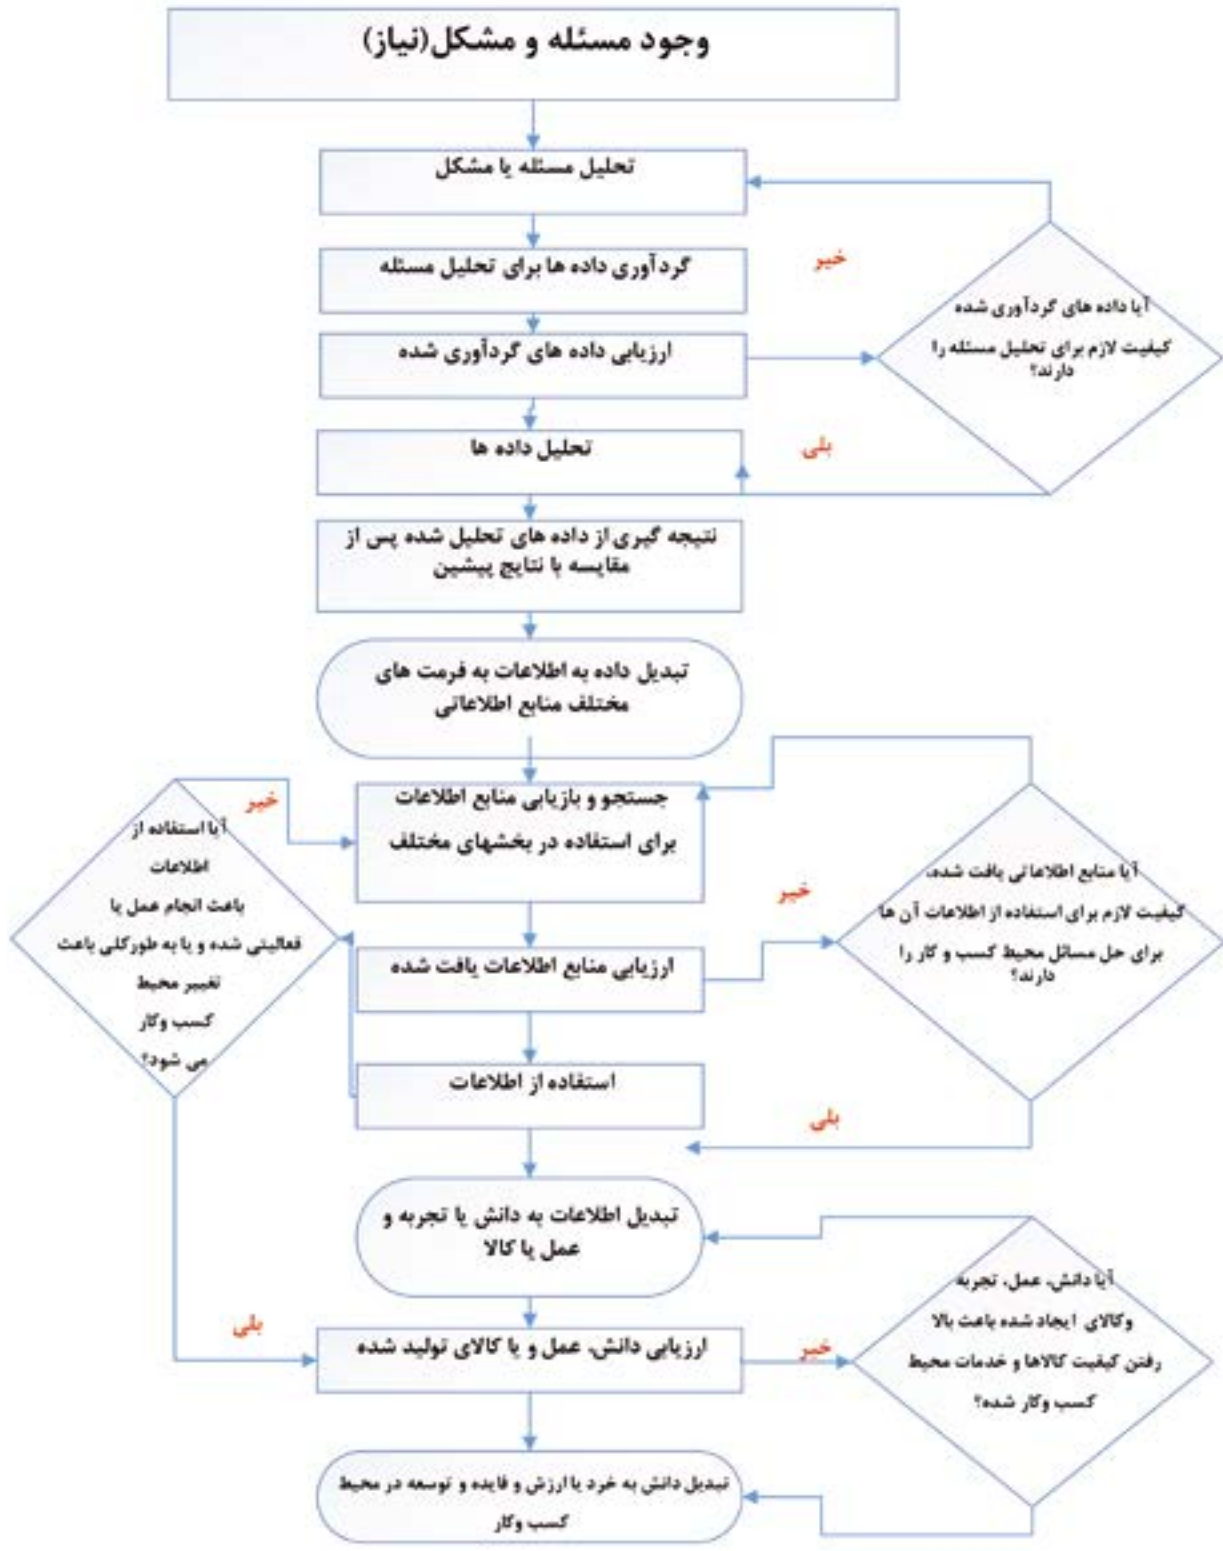 وجود مسئله و مشکل(نیاز)
تحلیل مسئله یا مشکل
گردآوری داده ها برای تحلیل مسئله
خیر
آیا داده های گردآوری شده
کیفیت لازم برای تحلیل مسئله را
دارند؟
ارزیابی داده های گردآوری شده
تحلیل داده ها
بلی
نتیجه گیری از داده های تحلیل شده پس از
مقایسه با نتایج پیشین
تبدیل داده به اطلاعات به فرمت های
مختلف منابع اطلاعاتی
جستجو و بازیابی منابع اطلاعات
برای استفاده در بخشهای مختلف
خیر
آیا استفاده از
اطلاعات
باعث انجام عمل یا
فعالیتی شده و یا به طورکلی باعث
تغییر محیط
کسب وکار
می شود؟
خیر
آیا منابع اطلاعاتی یافت شده،
کیفیت لازم برای استفاده از اطلاعات آن ها
برای حل مسائل محیط کسب و کار را
دارند؟
ارزیابی منابع اطلاعات یافت شده
استفاده از اطلاعات
بلی
تبدیل اطلاعات به دانش یا تجربه و
عمل یا کالا
آیا دانش، عمل، تجربه
وکالای ایجاد شده باعث بالا
رفتن کیفیت کالاها و خدمات محیط
کسب وکار شده؟
بلی
ارزیابی دانش، عمل و یا کالای تولید شده
خیر
تبدیل دانش به خرد یا ارزش و فایده و توسعه در محیط
کسب وکار